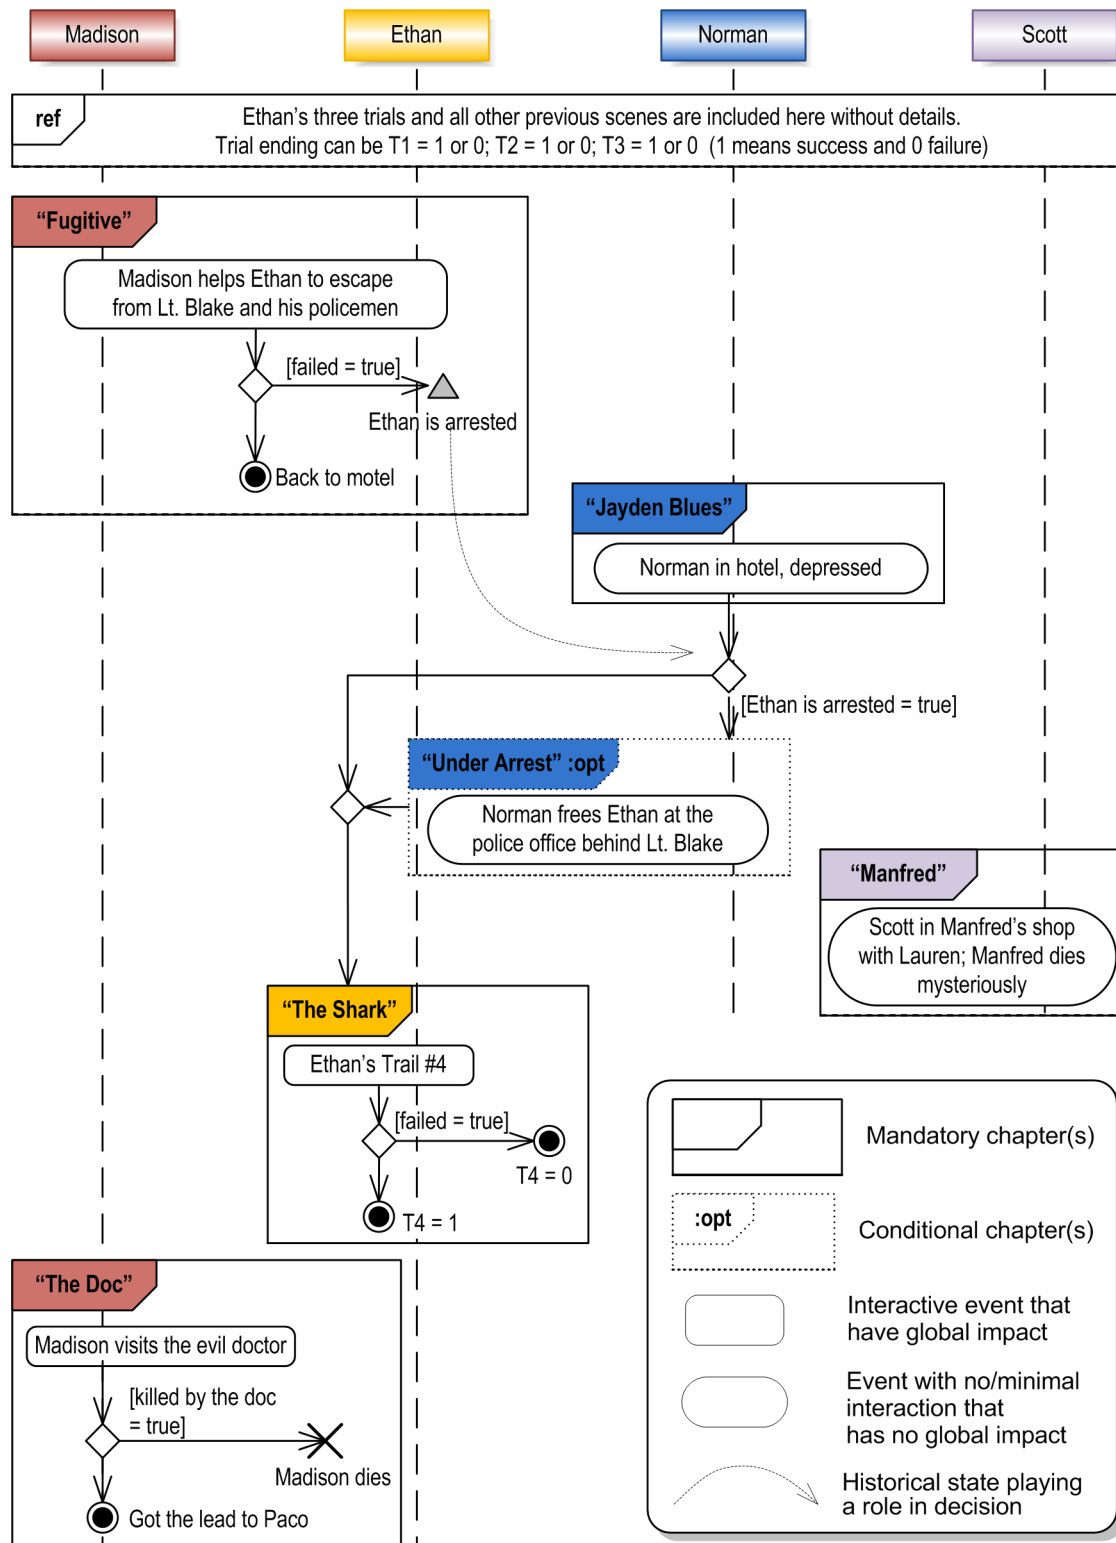 Madison
Ethan
Norman
Scott
ref
Ethan's three trials and all other previous scenes are included here without details.
Trial ending can be T1 = 1 or 0; T2 = 1 or 0; T3 = 1 or 0 (1 means success and 0 failure)
“Fugitive”
Madison helps Ethan to escape
from Lt. Blake and his policemen
[failed = true]
Ethan is arrested
Back to motel
“Jayden Blues”
Norman in hotel, depressed
[Ethan is arrested = true]
“Under Arrest” :opt
Norman frees Ethan at the
police office behind Lt. Blake
“Manfred”
Scott in Manfred's shop
with Lauren; Manfred dies
mysteriously
“The Shark”
Ethan's Trail #4
[failed = true]
T4 = 0
T4 = 1
“The Doc”
Madison visits the evil doctor
[killed by the doc
= true]
Madison dies
Got the lead to Paco
Mandatory chapter(s)
:opt
Conditional chapter(s)
Interactive event that
have global impact
Event with no/minimal
interaction that
has no global impact
Historical state playing
a role in decision